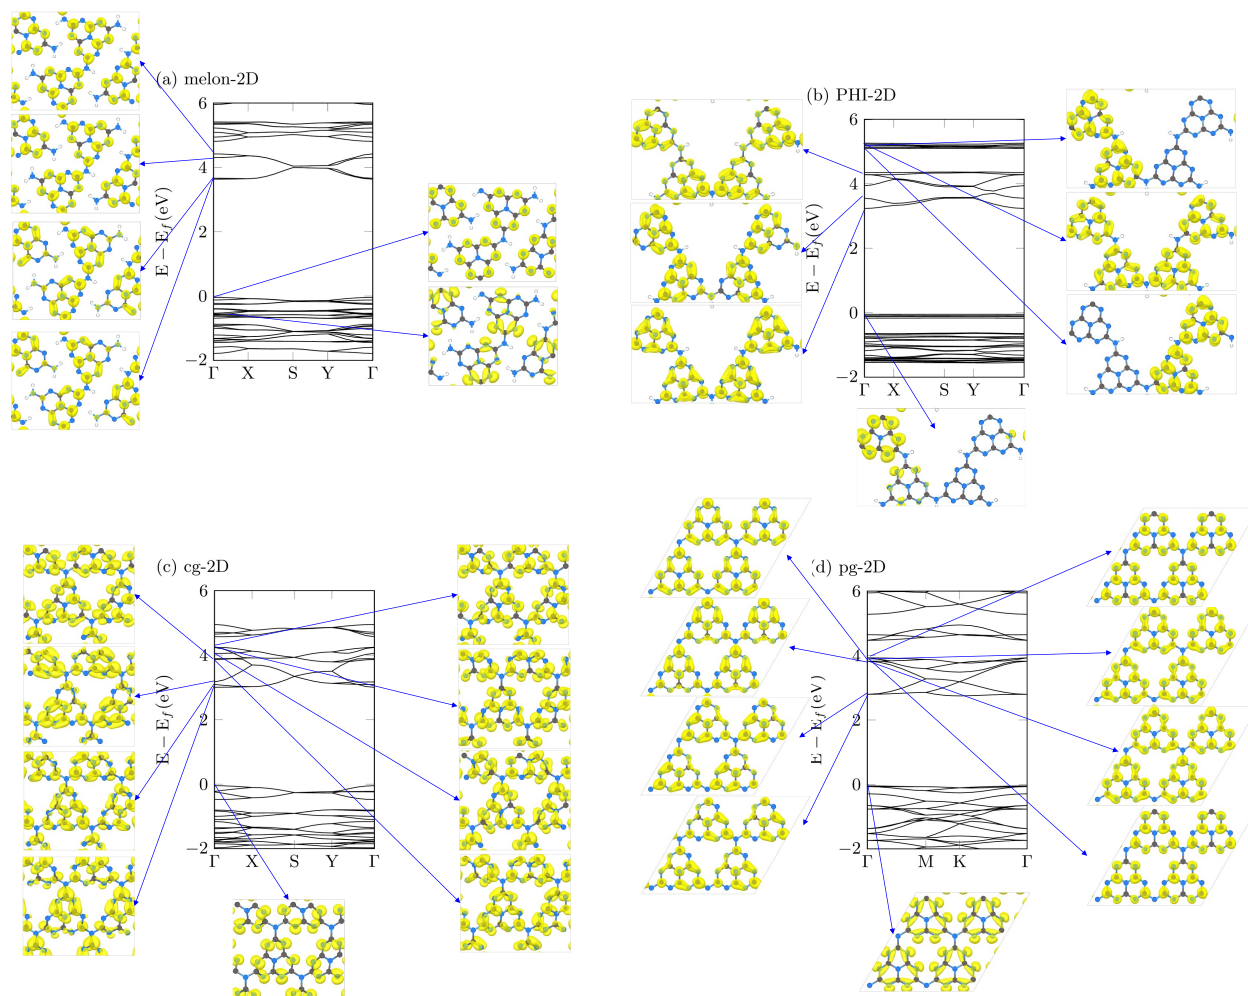 (a) melon-2D
6
4
2
0
−2
E − E_f (eV)
Γ X S Y Γ
(b) PHI-2D
6
4
2
0
−2
E − E_f (eV)
Γ X S Y Γ
(c) cg-2D
6
4
2
0
−2
E − E_f (eV)
Γ X S Y Γ
(d) pg-2D
6
4
2
0
−2
E − E_f (eV)
Γ M K Γ